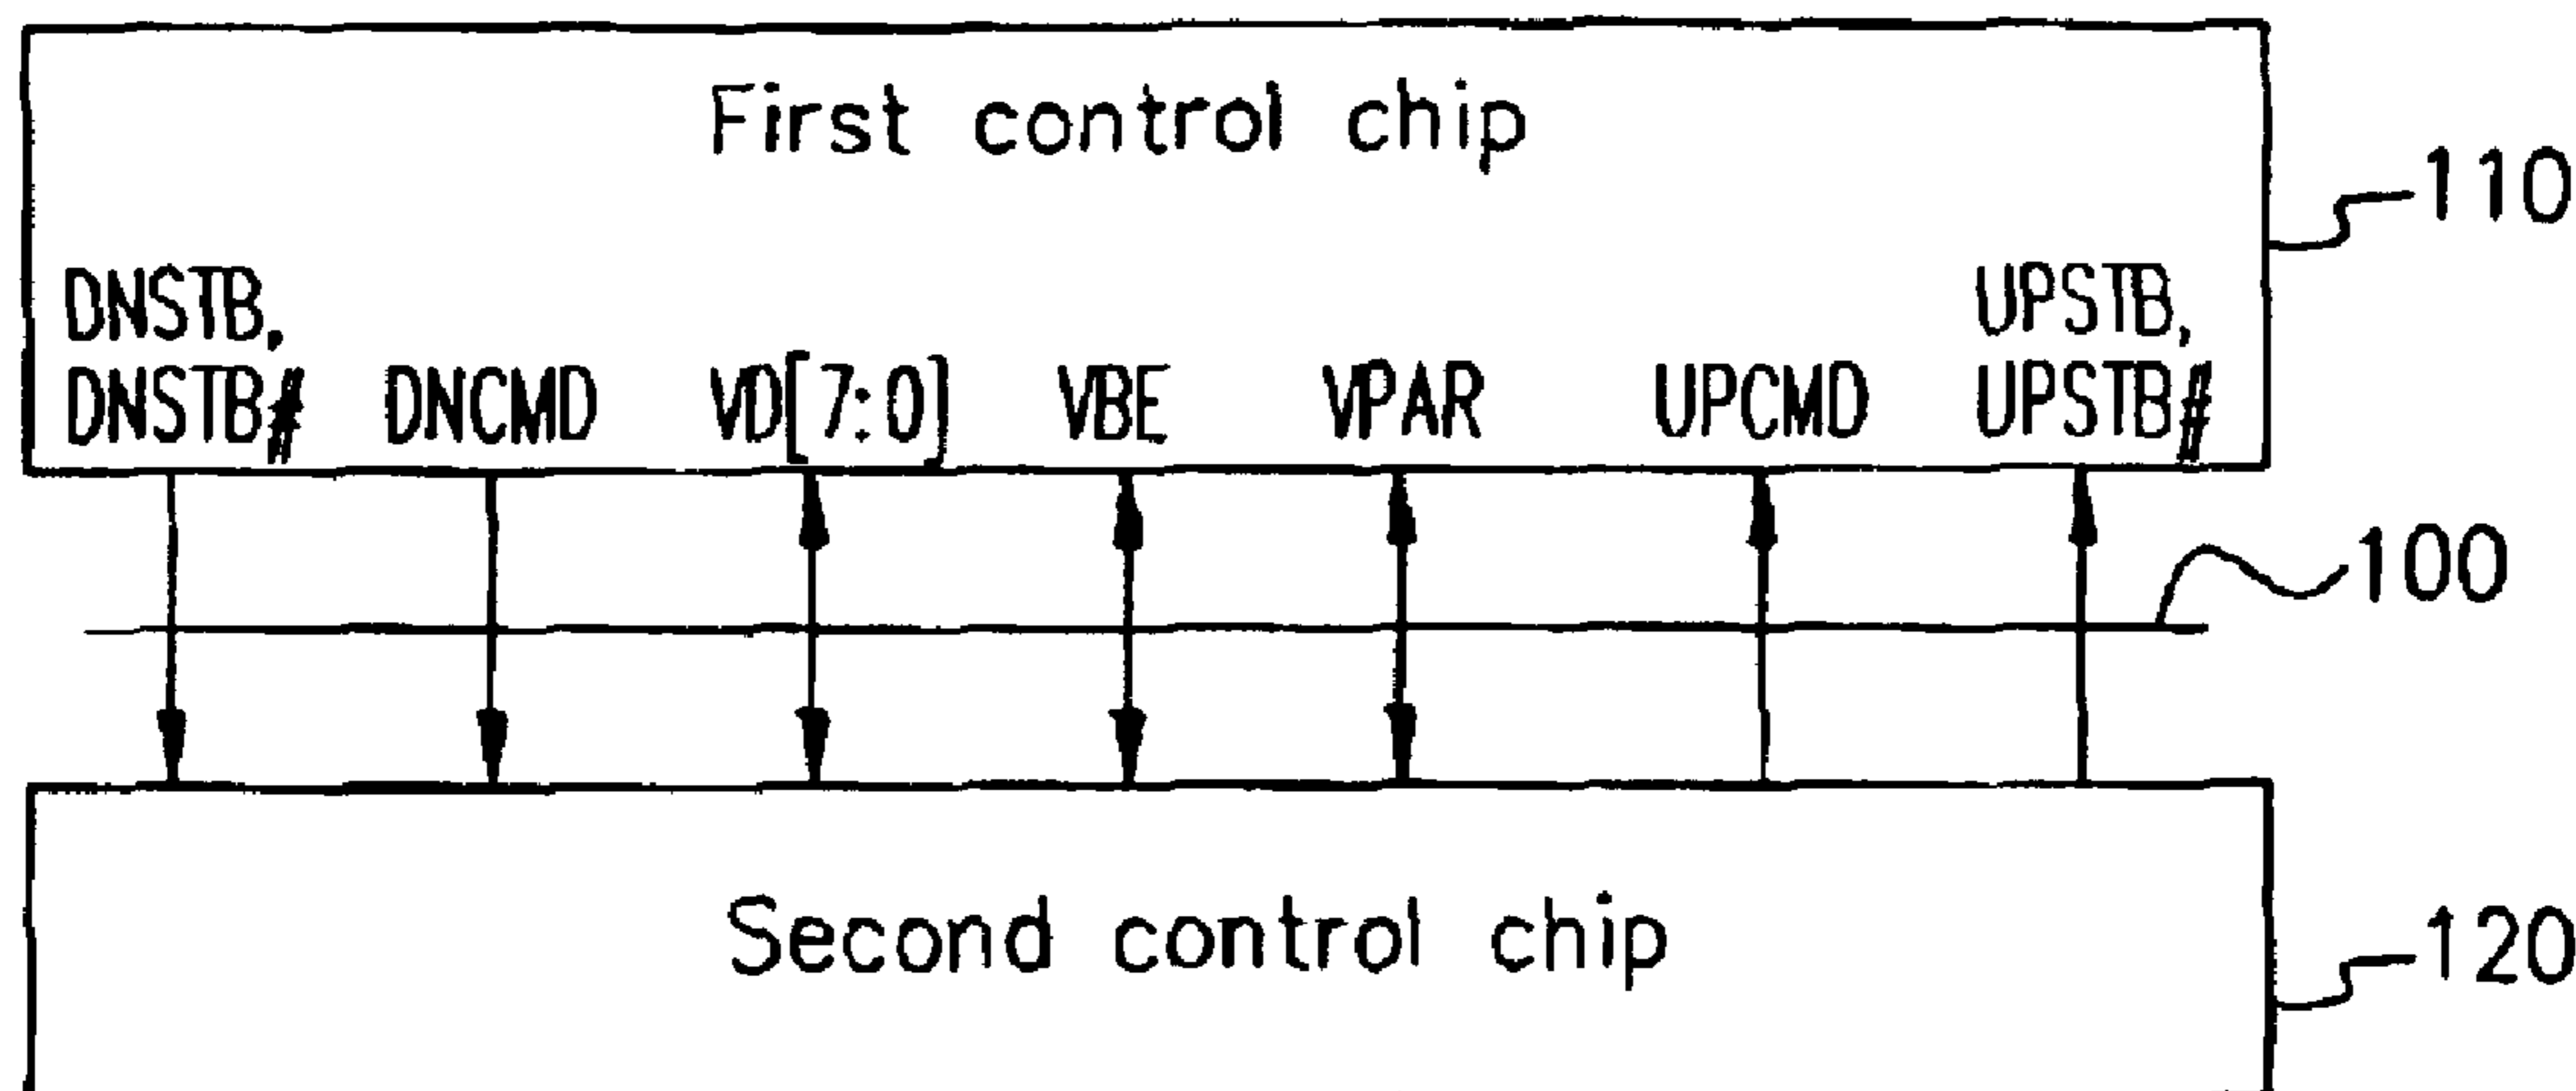 First control chip
110
DNSTB,
DNSTB#
DNCMD
VD[7:0]
VBE
VPAR
UPCMD
UPSTB,
UPSTB#
100
Second control chip
120